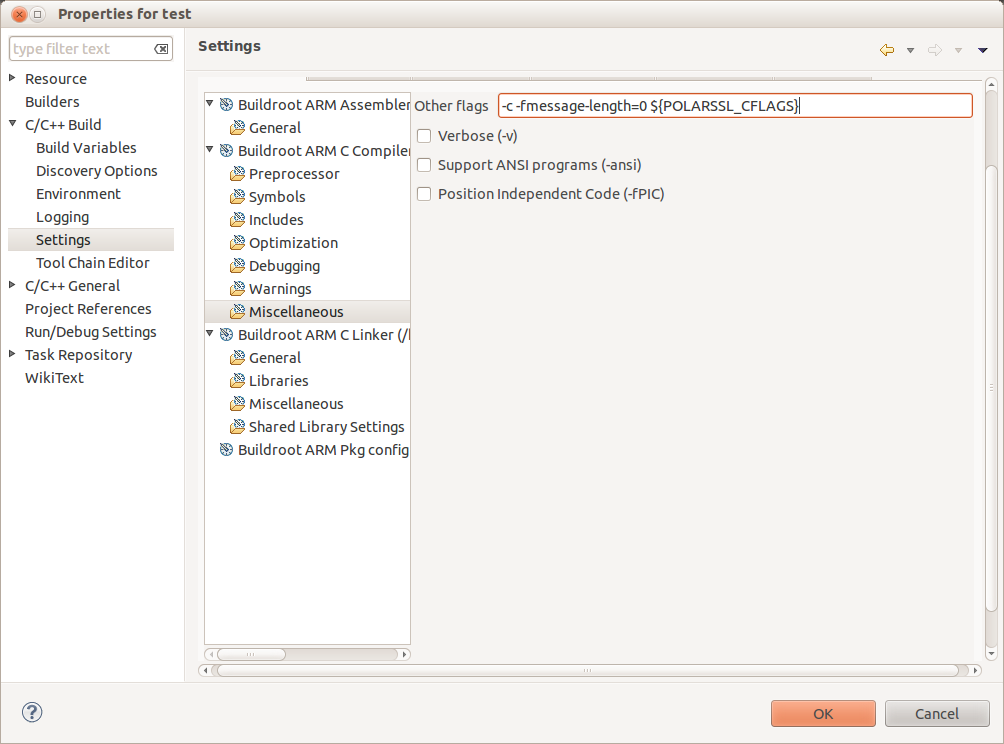 Properties for test
type filter text
Resource
Builders
C/C++ Build
Build Variables
Discovery Options
Environment
Logging
Settings
Tool Chain Editor
C/C++ General
Project References
Run/Debug Settings
Task Repository
WikiText
Settings
Buildroot ARM Assembler
General
Buildroot ARM C Compiler
Preprocessor
Symbols
Includes
Optimization
Debugging
Warnings
Miscellaneous
Buildroot ARM C Linker (/
General
Libraries
Miscellaneous
Shared Library Settings
Buildroot ARM Pkg config
Other flags -c -fmessage-length=0 ${POLARSSL_CFLAGS}
Verbose (-v)
Support ANSI programs (-ansi)
Position Independent Code (-fPIC)
?
OK
Cancel